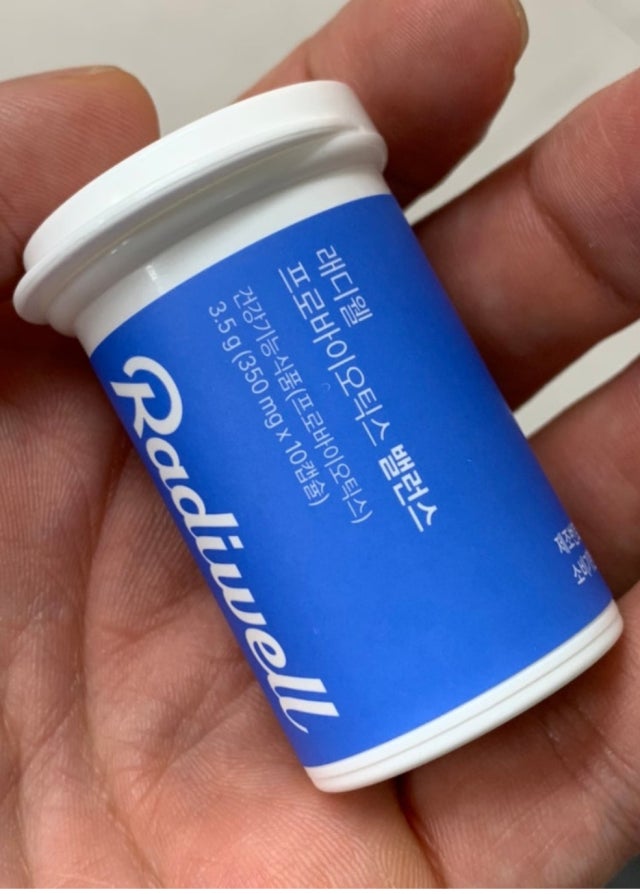 Radiwell
래디웰
프로바이오틱스 밸런스
건강기능식품(프로바이오틱스)
3.5 g (350 mg x 10캡슐)